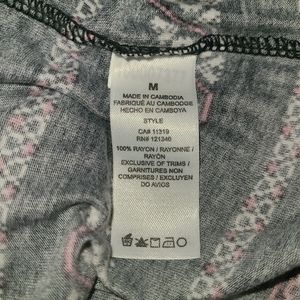 M
MADE IN CAMBODIA
FABRIQUÉ AU CAMBODGE
HECHO EN CAMBOYA
STYLE
CA# 11319
RN# 121346
100% RAYON / RAYONNE /
RAYÓN
EXCLUSIVE OF TRIMS /
GARNITURES NON
COMPRISES / EXCLUYEN
DO AVIOS